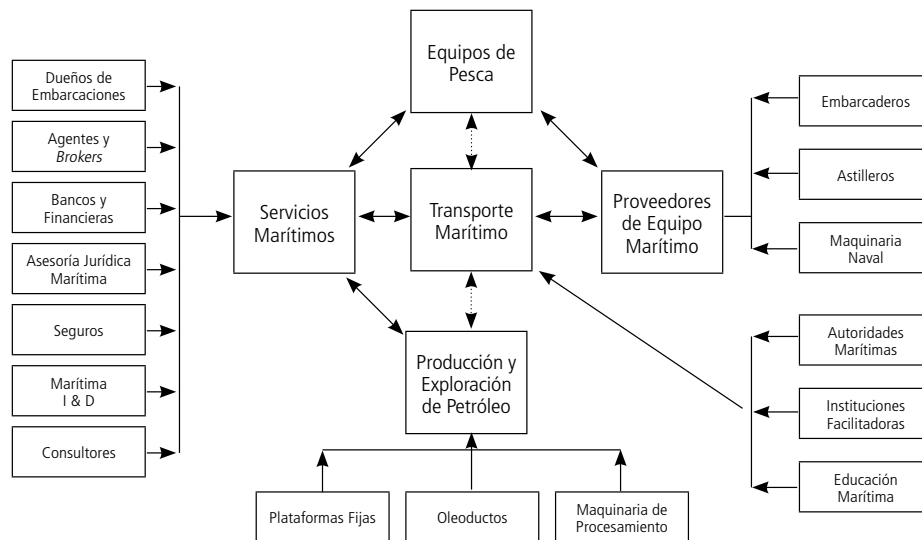 Equipos de
Pesca
Dueños de
Embarcaciones
Agentes y
Brokers
Bancos y
Financieras
Asesoría Jurídica
Marítima
Seguros
Marítima
I & D
Consultores
Servicios
Marítimos
Transporte
Marítimo
Proveedores
de Equipo
Marítimo
Embarcaderos
Astilleros
Maquinaria
Naval
Autoridades
Marítimas
Instituciones
Facilitadoras
Educación
Marítima
Producción y
Exploración
de Petróleo
Plataformas Fijas
Oleoductos
Maquinaria de
Procesamiento